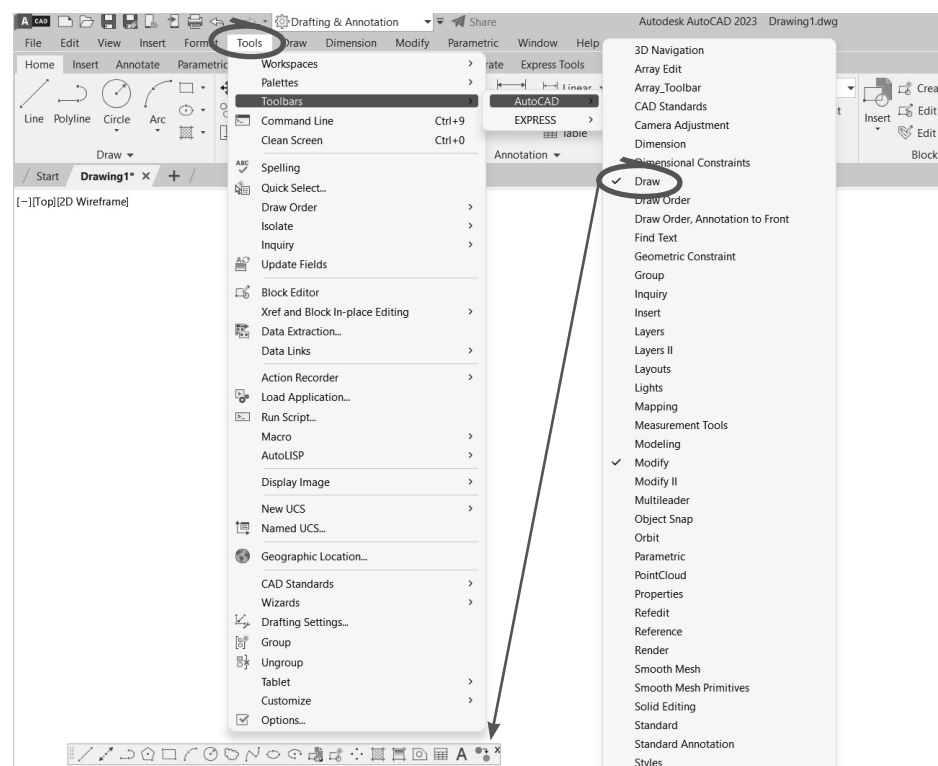 A CAD Drafting & Annotation Share Autodesk AutoCAD 2023 Drawing1.dwg
File Edit View Insert Format Tools Draw Dimension Modify Parametric Window Help
Home Insert Annotate Parametric Express Tools
Line Polyline Circle Arc
Draw
Linear
Table
Annotation
Insert
Edit
Edit
Block
Start Drawing1*
[−][Top][2D Wireframe]
Workspaces
Palettes
Toolbars
Command Line Ctrl+9
Clean Screen Ctrl+0
ABC Spelling
Quick Select...
Draw Order
Isolate
Inquiry
Update Fields
Block Editor
Xref and Block In-place Editing
Data Extraction...
Data Links
Action Recorder
Load Application...
Run Script...
Macro
AutoLISP
Display Image
New UCS
Named UCS...
Geographic Location...
CAD Standards
Wizards
Drafting Settings...
Group
Ungroup
Tablet
Customize
Options...
AutoCAD
EXPRESS
3D Navigation
Array Edit
Array_Toolbar
CAD Standards
Camera Adjustment
Dimension
Dimensional Constraints
Draw
Draw Order
Draw Order, Annotation to Front
Find Text
Geometric Constraint
Group
Inquiry
Insert
Layers
Layers II
Layouts
Lights
Mapping
Measurement Tools
Modeling
Modify
Modify II
Multileader
Object Snap
Orbit
Parametric
PointCloud
Properties
Refedit
Reference
Render
Smooth Mesh
Smooth Mesh Primitives
Solid Editing
Standard
Standard Annotation
Styles
A